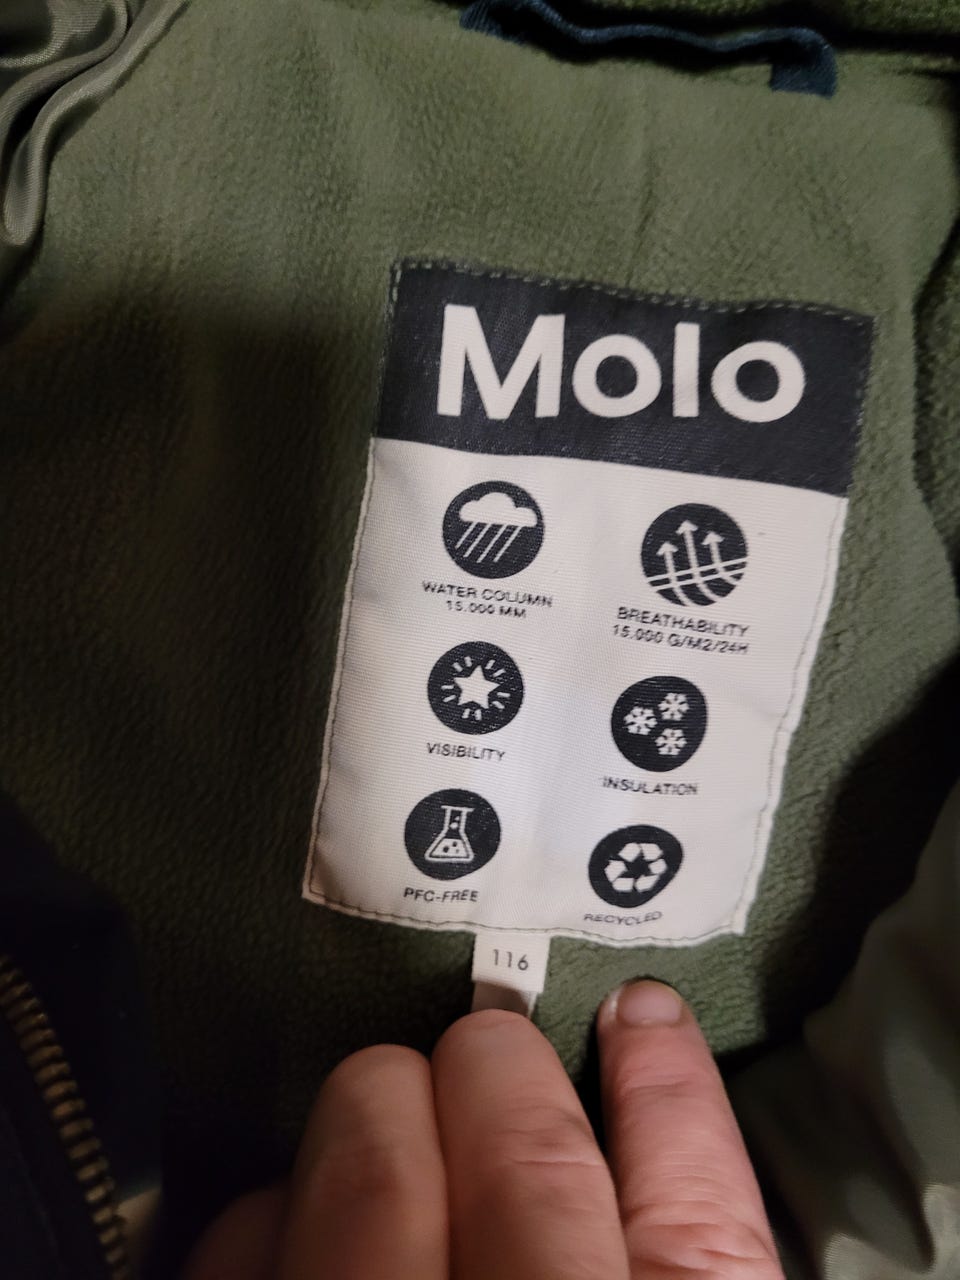 Molo
WATER COLUMN
15.000 MM
BREATHABILITY
15.000 G/M2/24H
VISIBILITY
INSULATION
PFC-FREE
RECYCLED
116